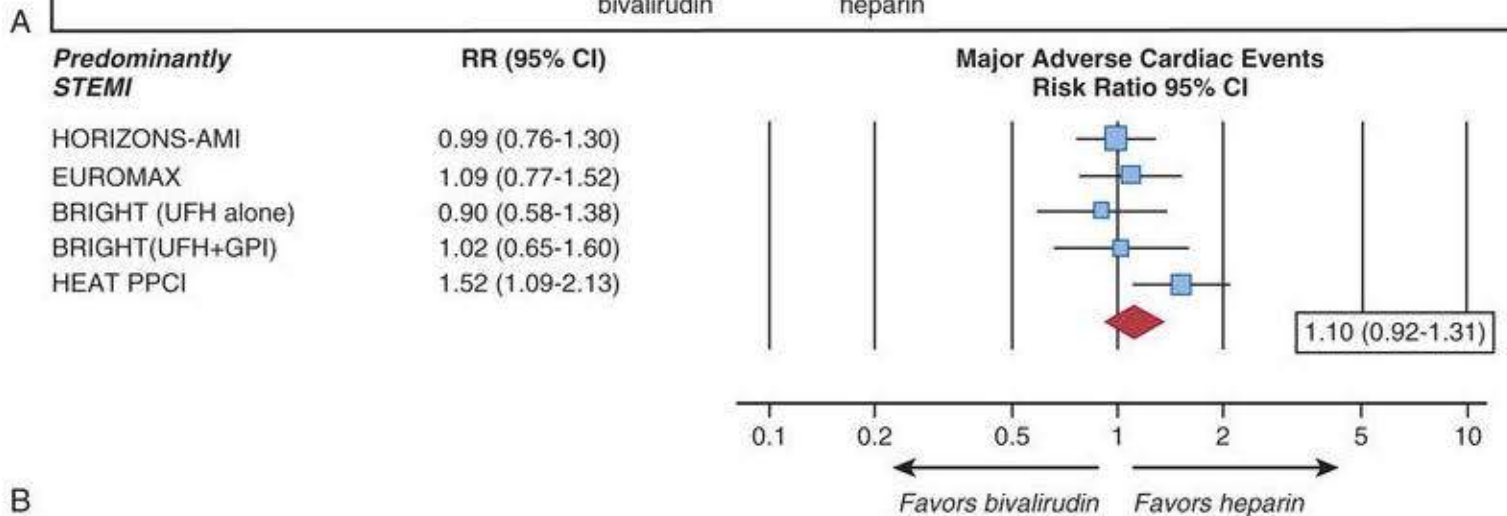 bivalirudin heparin
A
Predominantly STEMI RR (95% CI) Major Adverse Cardiac Events Risk Ratio 95% CI
HORIZONS-AMI 0.99 (0.76-1.30)
EUROMAX 1.09 (0.77-1.52)
BRIGHT (UFH alone) 0.90 (0.58-1.38)
BRIGHT(UFH+GPI) 1.02 (0.65-1.60)
HEAT PPCI 1.52 (1.09-2.13)
1.10 (0.92-1.31)
0.1 0.2 0.5 1 2 5 10
Favors bivalirudin Favors heparin
B